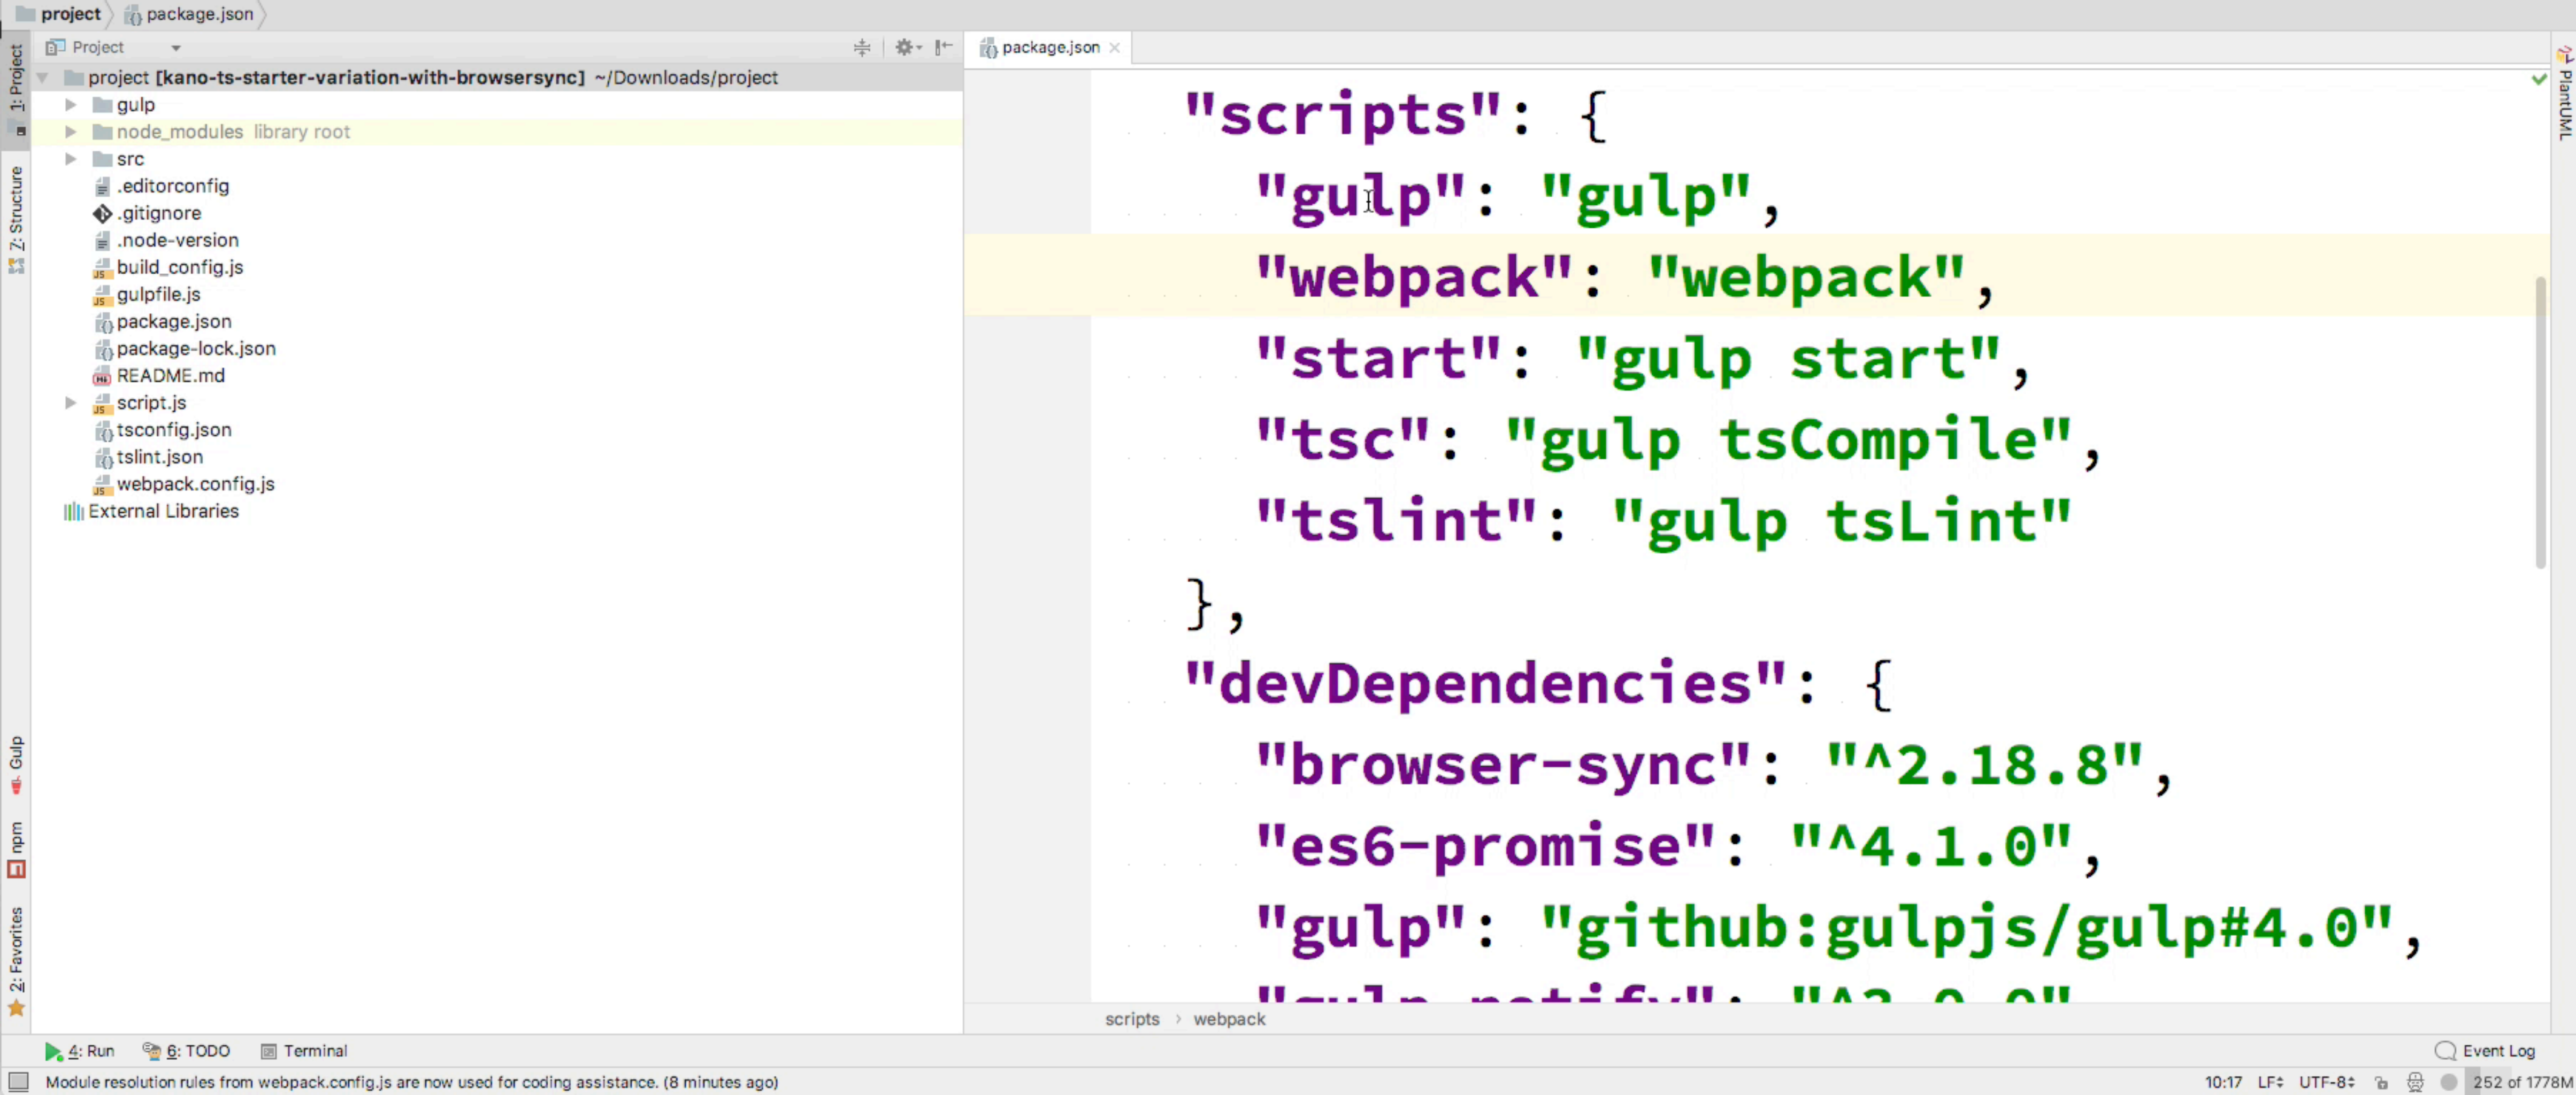 project package.json
Project
package.json
project [kano-ts-starter-variation-with-browsersync] ~/Downloads/project
gulp
node_modules library root
src
.editorconfig
.gitignore
.node-version
build_config.js
gulpfile.js
package.json
package-lock.json
README.md
script.js
tsconfig.json
tslint.json
webpack.config.js
External Libraries
1: Project
7: Structure
Gulp
npm
2: Favorites
"scripts": {
"gulp": "gulp",
"webpack": "webpack",
"start": "gulp start",
"tsc": "gulp tsCompile",
"tslint": "gulp tsLint"
},
"devDependencies": {
"browser-sync": "^2.18.8",
"es6-promise": "^4.1.0",
"gulp": "github:gulpjs/gulp#4.0",
scripts › webpack
PlantUML
4: Run 6: TODO Terminal
Event Log
Module resolution rules from webpack.config.js are now used for coding assistance. (8 minutes ago)
10:17 LF UTF-8 252 of 1778M